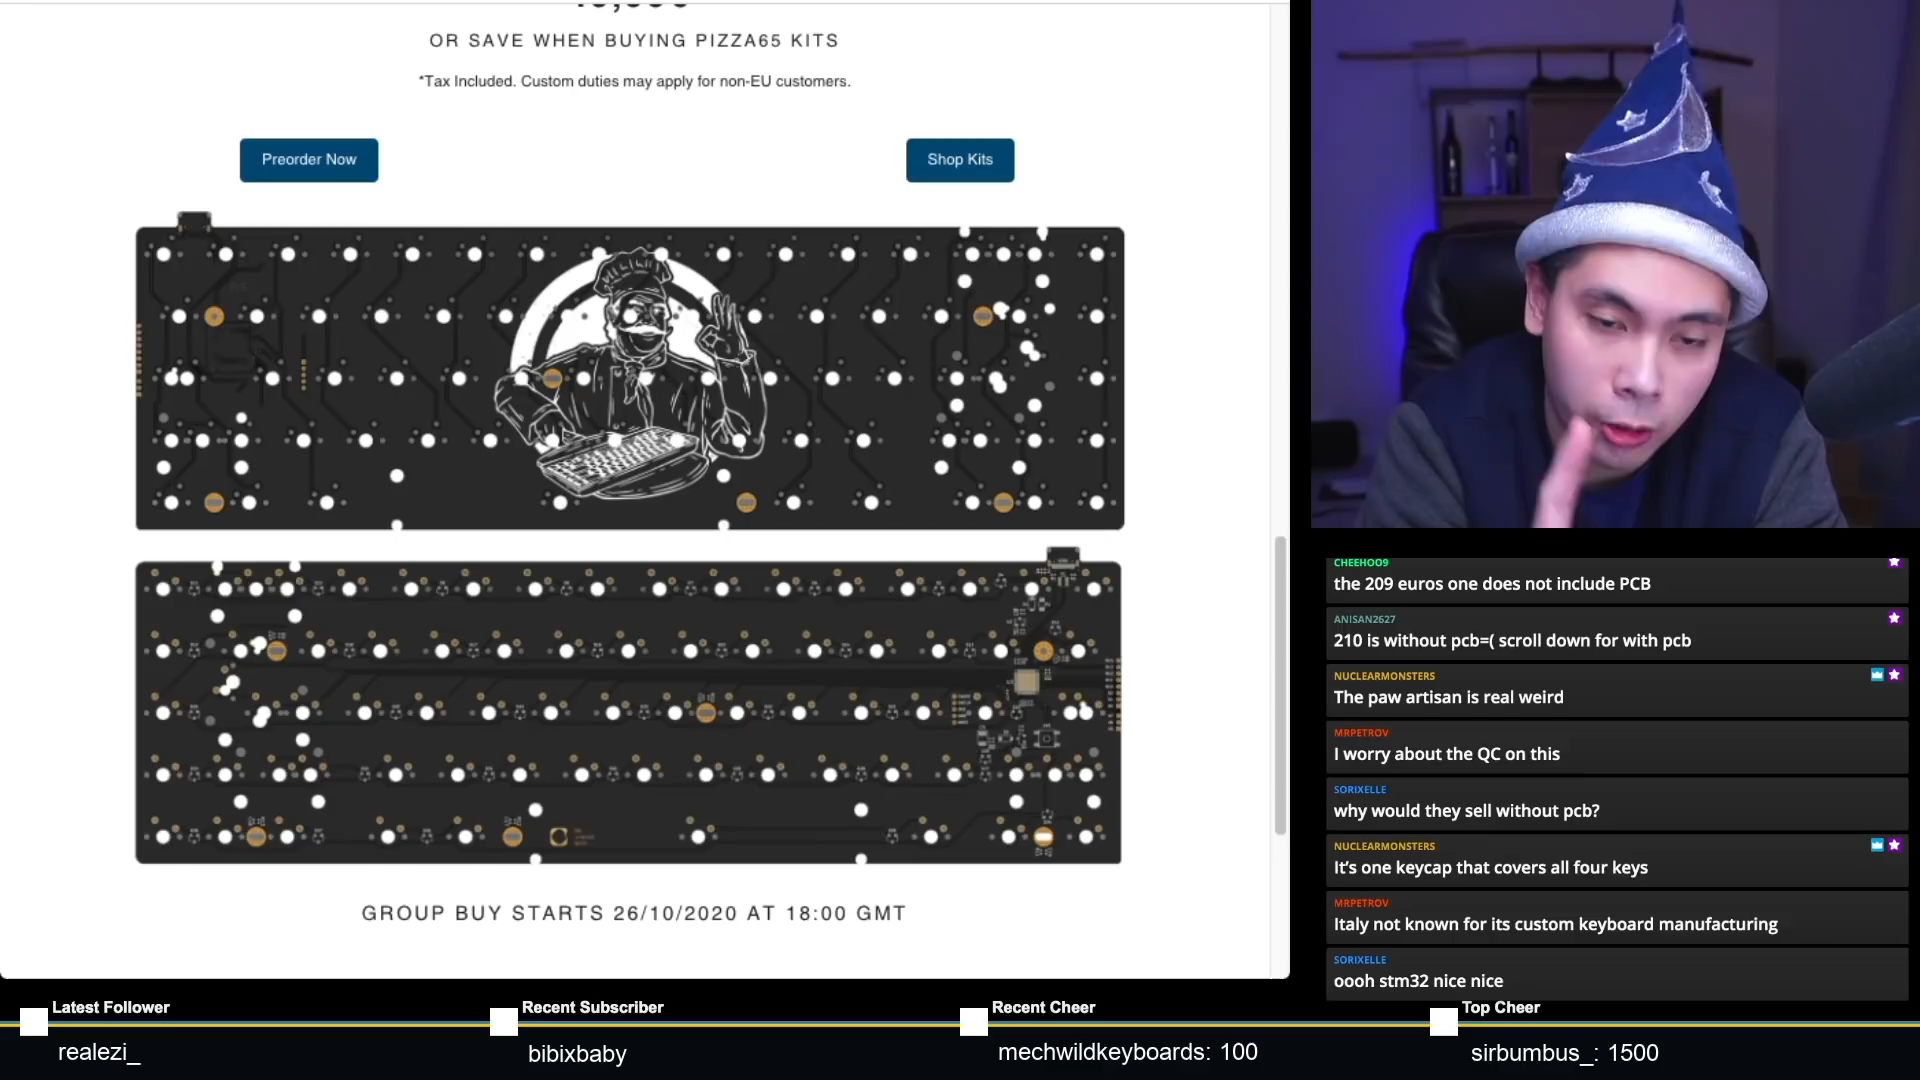 OR SAVE WHEN BUYING PIZZA65 KITS
*Tax Included. Custom duties may apply for non-EU customers.
Preorder Now
Shop Kits
GROUP BUY STARTS 26/10/2020 AT 18:00 GMT
CHEEHOO9
the 209 euros one does not include PCB
ANISAN2627
210 is without pcb=( scroll down for with pcb
NUCLEARMONSTERS
The paw artisan is real weird
MRPETROV
I worry about the QC on this
SORIXELLE
why would they sell without pcb?
NUCLEARMONSTERS
It's one keycap that covers all four keys
MRPETROV
Italy not known for its custom keyboard manufacturing
SORIXELLE
oooh stm32 nice nice
Latest Follower
realezi_
Recent Subscriber
bibixbaby
Recent Cheer
mechwildkeyboards: 100
Top Cheer
sirbumbus_: 1500